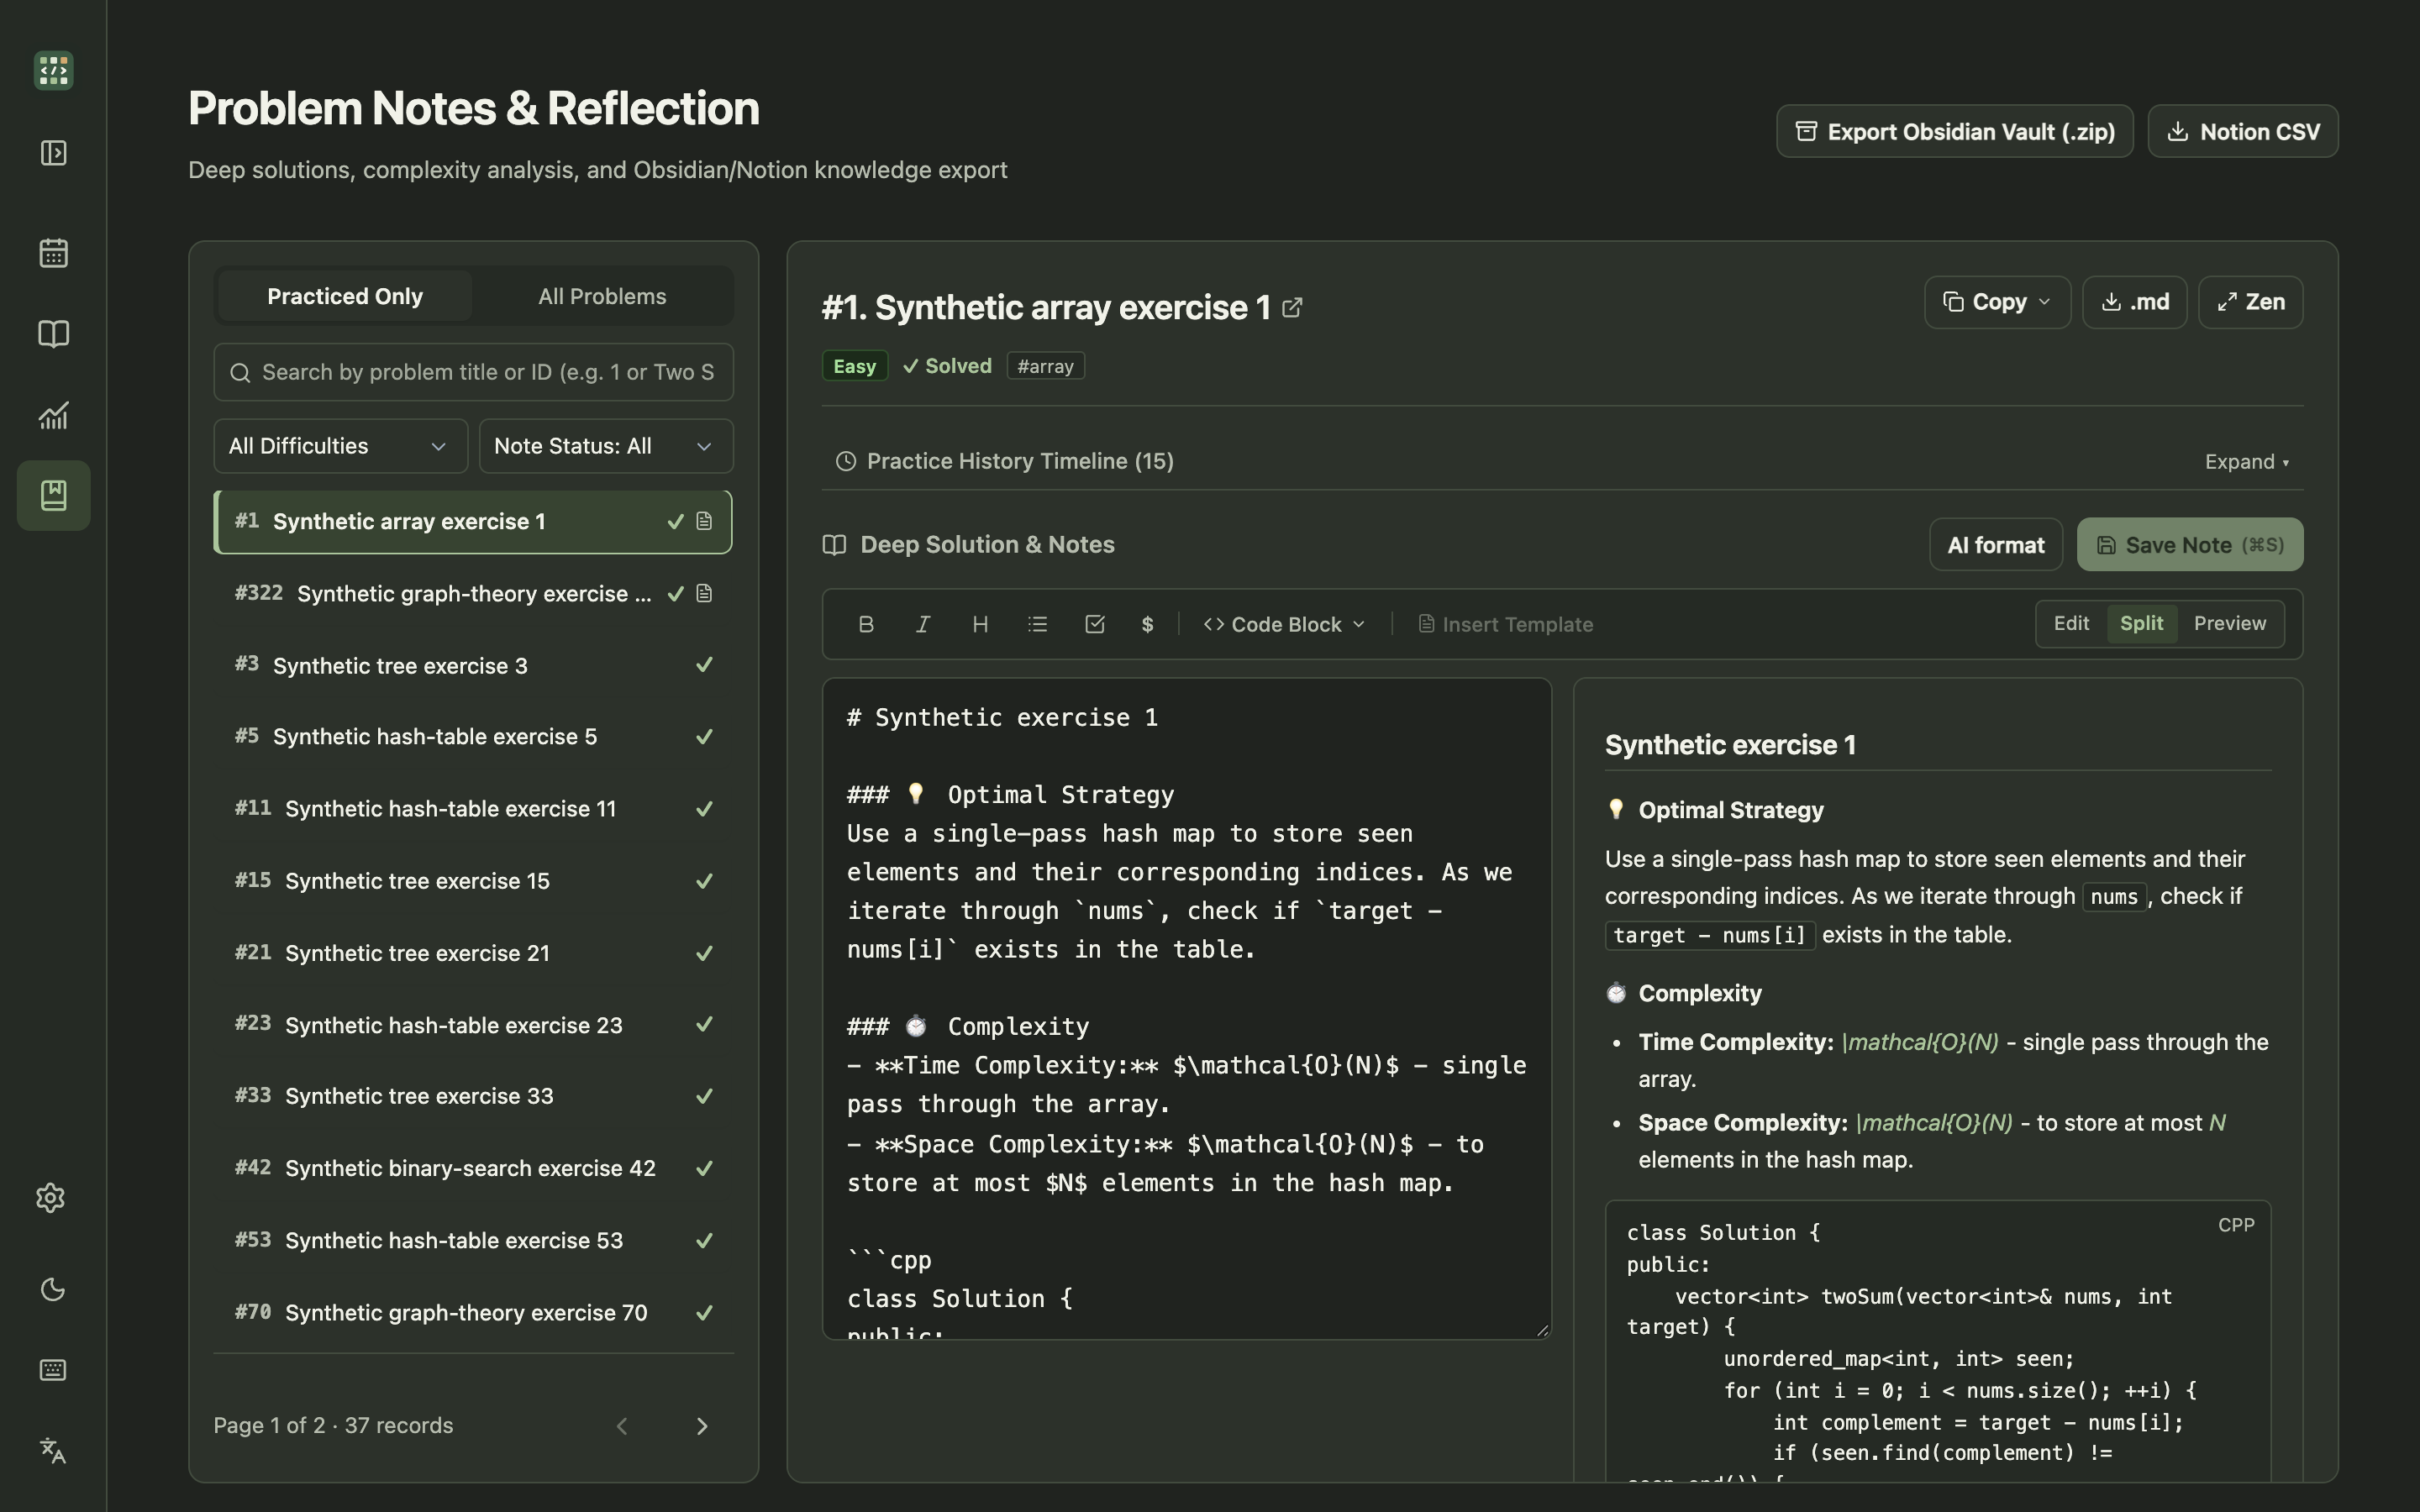 Problem Notes & Reflection
Deep solutions, complexity analysis, and Obsidian/Notion knowledge export
Export Obsidian Vault (.zip)
Notion CSV
Practiced Only
All Problems
Search by problem title or ID (e.g. 1 or Two S
All Difficulties
Note Status: All
#1 Synthetic array exercise 1
#322 Synthetic graph-theory exercise ...
#3 Synthetic tree exercise 3
#5 Synthetic hash-table exercise 5
#11 Synthetic hash-table exercise 11
#15 Synthetic tree exercise 15
#21 Synthetic tree exercise 21
#23 Synthetic hash-table exercise 23
#33 Synthetic tree exercise 33
#42 Synthetic binary-search exercise 42
#53 Synthetic hash-table exercise 53
#70 Synthetic graph-theory exercise 70
Page 1 of 2 · 37 records
#1. Synthetic array exercise 1
Copy
.md
Zen
Easy
✓ Solved
#array
Practice History Timeline (15)
Expand ▾
Deep Solution & Notes
AI format
Save Note (⌘S)
B I H $
<> Code Block
Insert Template
Edit
Split
Preview
# Synthetic exercise 1
### 💡 Optimal Strategy
Use a single-pass hash map to store seen
elements and their corresponding indices. As we
iterate through `nums`, check if `target -
nums[i]` exists in the table.
### ⏱️ Complexity
- **Time Complexity:** $\mathcal{O}(N)$ - single
pass through the array.
- **Space Complexity:** $\mathcal{O}(N)$ - to
store at most $N$ elements in the hash map.
```cpp
class Solution {
public:
Synthetic exercise 1
💡 Optimal Strategy
Use a single-pass hash map to store seen elements and their
corresponding indices. As we iterate through nums, check if
target - nums[i] exists in the table.
⏱️ Complexity
• Time Complexity: \mathcal{O}(N) - single pass through the
array.
• Space Complexity: \mathcal{O}(N) - to store at most N
elements in the hash map.
CPP
class Solution {
public:
    vector<int> twoSum(vector<int>& nums, int
target) {
        unordered_map<int, int> seen;
        for (int i = 0; i < nums.size(); ++i) {
            int complement = target - nums[i];
            if (seen.find(complement) !=
seen.end()) {